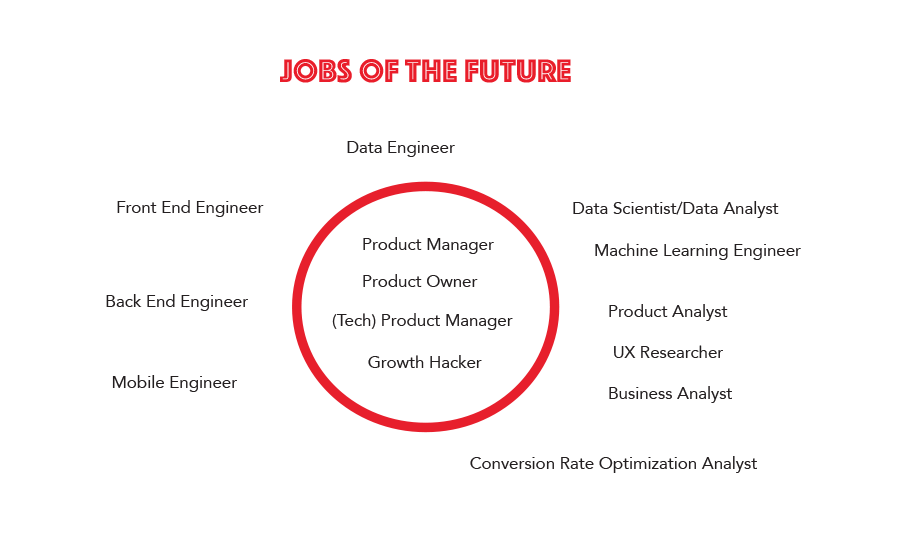 JOBS OF THE FUTURE
Data Engineer
Front End Engineer
Data Scientist/Data Analyst
Product Manager
Machine Learning Engineer
Product Owner
Back End Engineer
Product Analyst
(Tech) Product Manager
UX Researcher
Growth Hacker
Mobile Engineer
Business Analyst
Conversion Rate Optimization Analyst